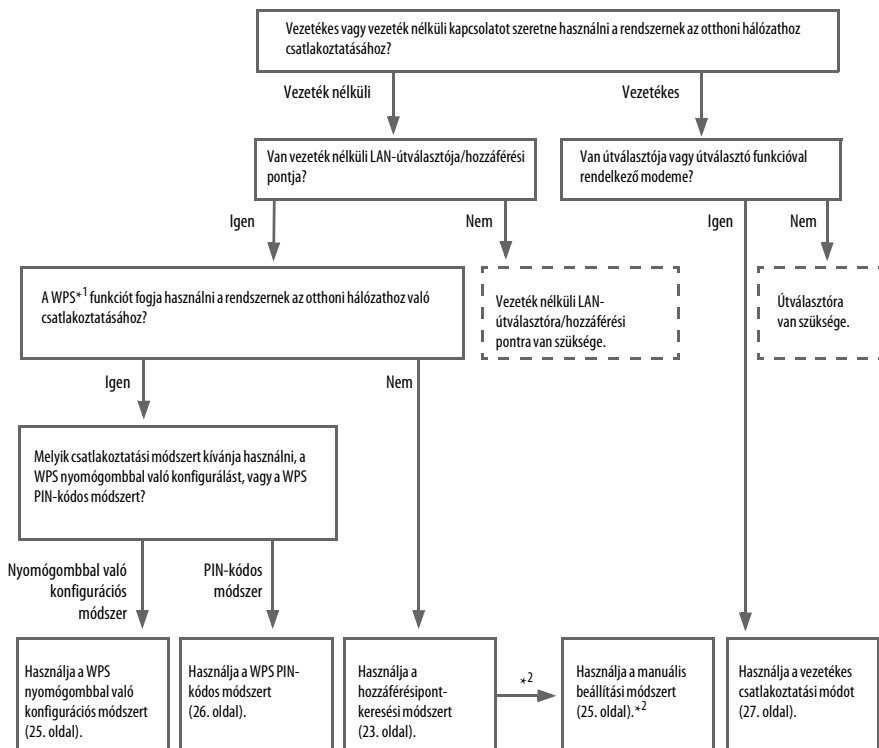 Vezetékes vagy vezeték nélküli kapcsolatot szeretne használni a rendszernek az otthoni hálózathoz
csatlakoztatásához?
Vezeték nélküli
Vezetékes
Van vezeték nélküli LAN-útválasztója/hozzáférési
pontja?
Van útválasztója vagy útválasztó funkcióval
rendelkező modeme?
Igen
Nem
Igen
Nem
A WPS*1 funkciót fogja használni a rendszernek az otthoni hálózathoz való
csatlakoztatásához?
Vezeték nélküli LAN-
útválasztóra/hozzáférési
pontra van szüksége.
Útválasztóra
van szüksége.
Igen
Nem
Melyik csatlakoztatási módszert kívánja használni, a
WPS nyomógombbal való konfigurálást, vagy a WPS
PIN-kódos módszert?
Nyomógombbal való
konfigurációs
módszer
PIN-kódos
módszer
Használja a WPS
nyomógombbal való
konfigurációs módszert
(25. oldal).
Használja a WPS PIN-
kódos módszert
(26. oldal).
Használja a
hozzáférésipont-
keresési módszert
(23. oldal).
*2
Használja a manuális
beállítási módszert
(25. oldal).*2
Használja a vezetékes
csatlakoztatási módot
(27. oldal).